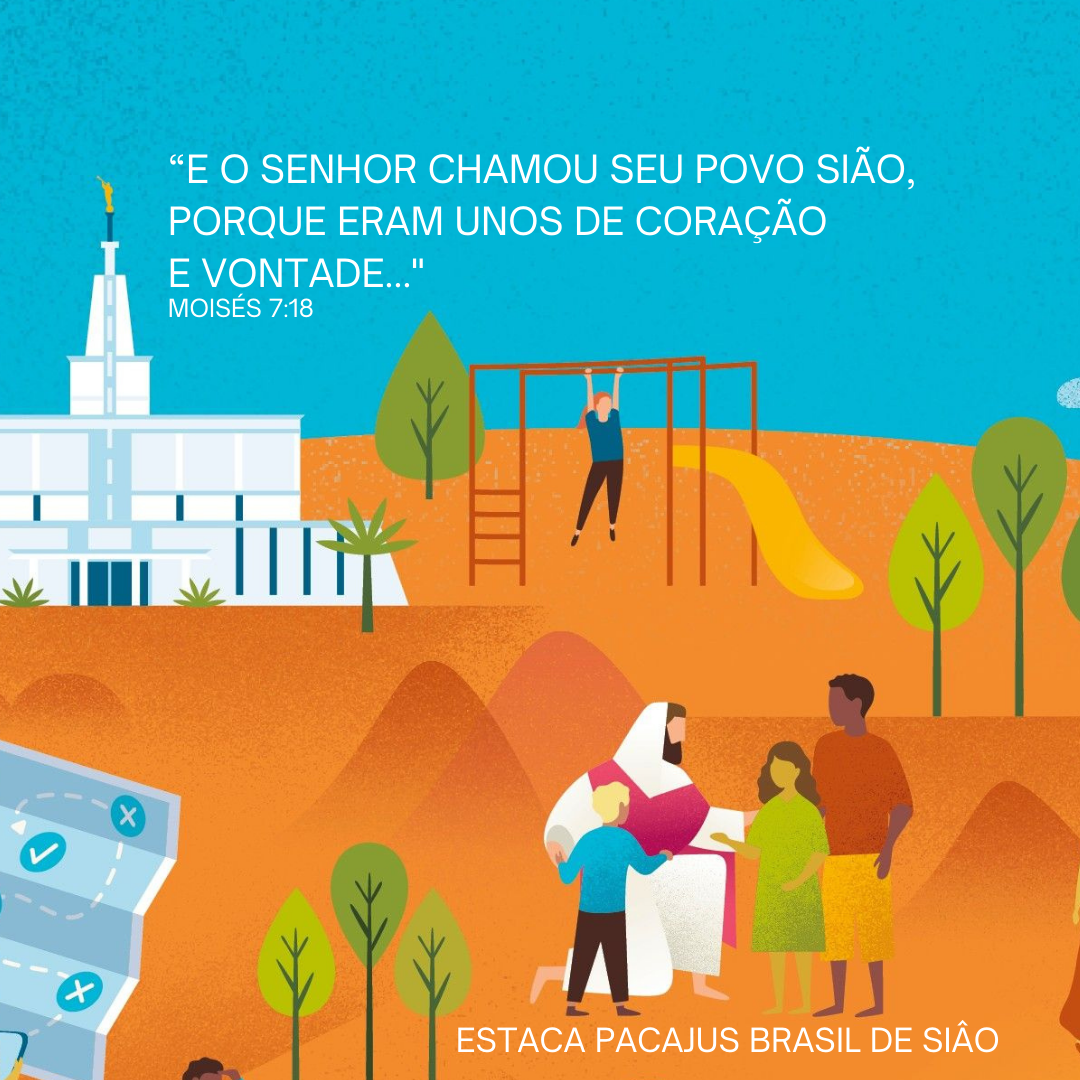 “E O SENHOR CHAMOU SEU POVO SIÃO,
PORQUE ERAM UNOS DE CORAÇÃO
E VONTADE..."
MOISÉS 7:18
ESTACA PACAJUS BRASIL DE SIÂO